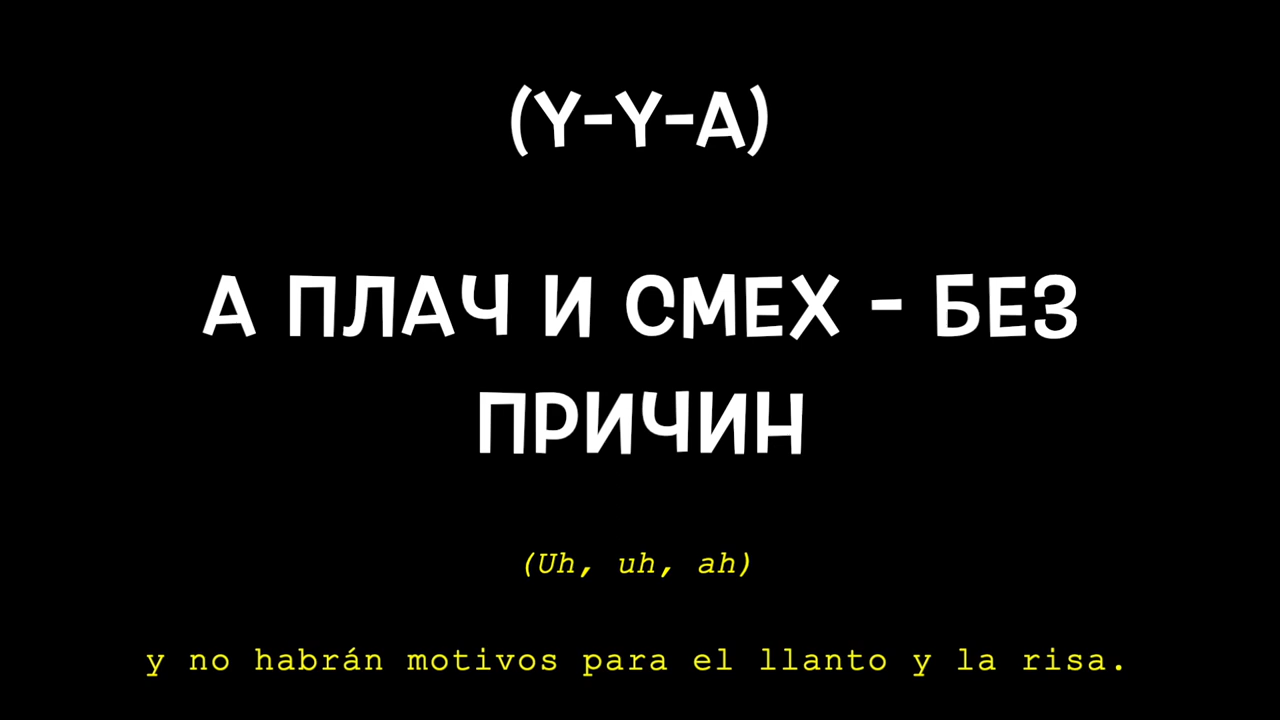 (У-У-А)
А ПЛАЧ И СМЕХ - БЕЗ
ПРИЧИН
(Uh, uh, ah)
y no habrán motivos para el llanto y la risa.